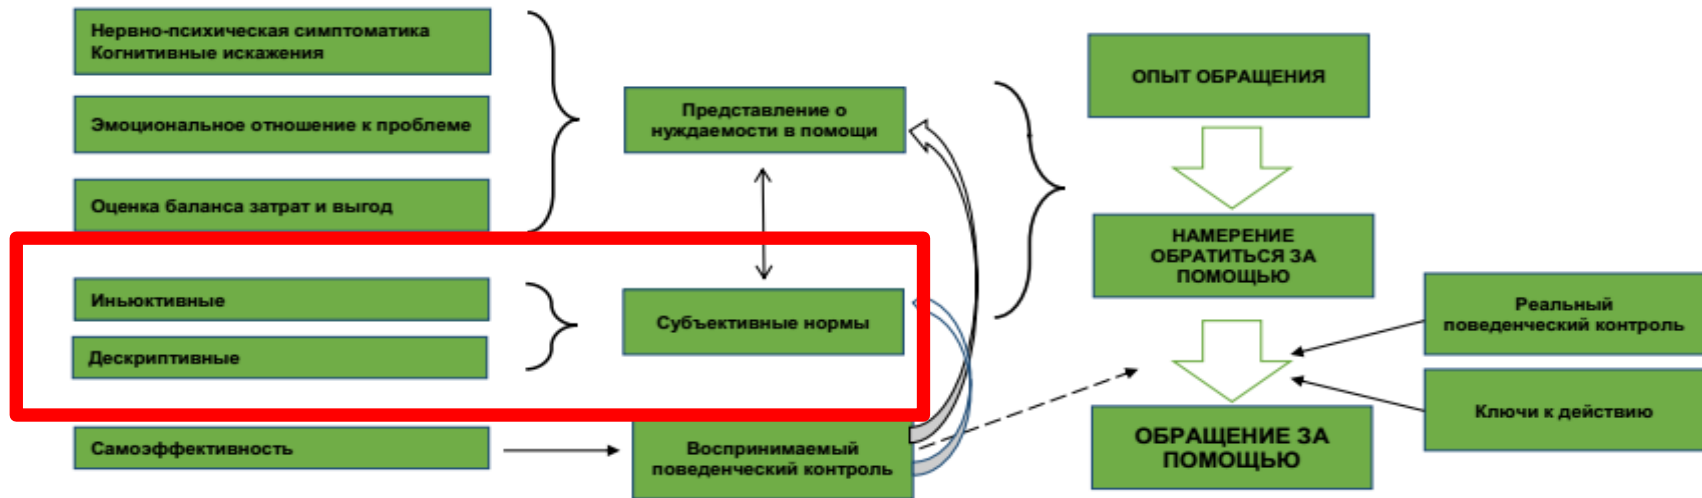 Нервно-психическая симптоматика
Когнитивные искажения
Эмоциональное отношение к проблеме
Оценка баланса затрат и выгод
Иньюктивные
Дескриптивные
Самоэффективность
Представление о
нуждаемости в помощи
Субъективные нормы
Воспринимаемый
поведенческий контроль
ОПЫТ ОБРАЩЕНИЯ
НАМЕРЕНИЕ
ОБРАТИТЬСЯ ЗА
ПОМОЩЬЮ
ОБРАЩЕНИЕ ЗА
ПОМОЩЬЮ
Реальный
поведенческий контроль
Ключи к действию